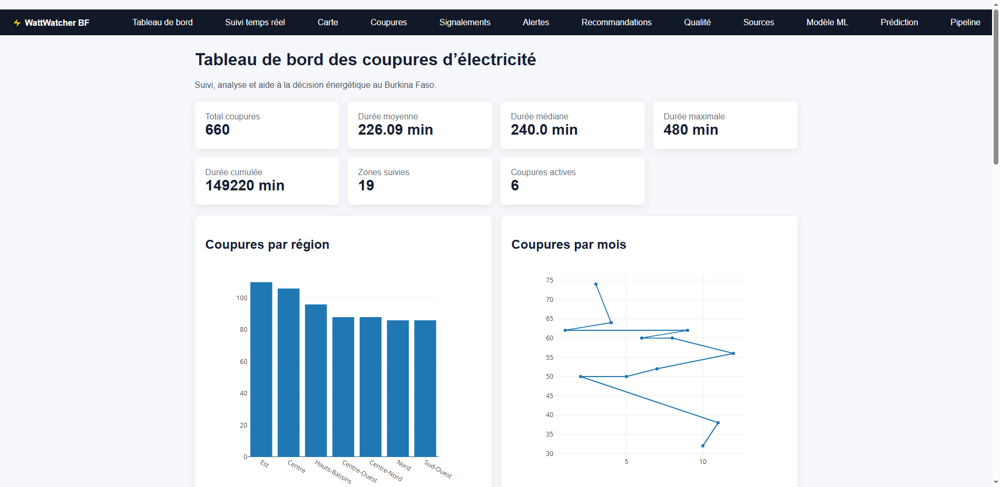 ⚡ WattWatcher BF Tableau de bord Suivi temps réel Carte Coupures Signalements Alertes Recommandations Qualité Sources Modèle ML Prédiction Pipeline
Tableau de bord des coupures d’électricité
Suivi, analyse et aide à la décision énergétique au Burkina Faso.
Total coupures
660
Durée moyenne
226.09 min
Durée médiane
240.0 min
Durée maximale
480 min
Durée cumulée
149220 min
Zones suivies
19
Coupures actives
6
Coupures par région
100
80
60
40
20
0
Est
Centre
Hauts-Bassins
Centre-Ouest
Centre-Nord
Nord
Sud-Ouest
Coupures par mois
75
70
65
60
55
50
45
40
35
30
5
10